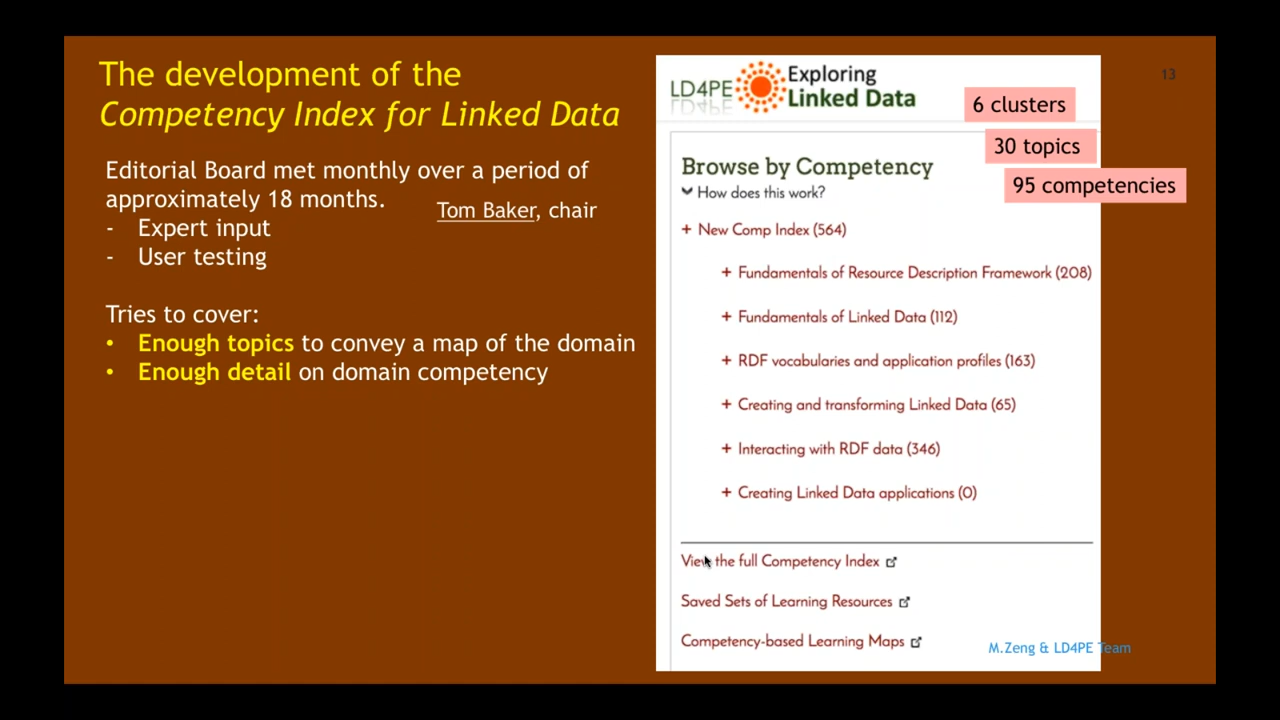 The development of the
Competency Index for Linked Data
Editorial Board met monthly over a period of
approximately 18 months.
Tom Baker, chair
- Expert input
- User testing
Tries to cover:
• Enough topics to convey a map of the domain
• Enough detail on domain competency
13
LD4PE
Exploring
Linked Data
6 clusters
30 topics
95 competencies
Browse by Competency
How does this work?
+ New Comp Index (564)
+ Fundamentals of Resource Description Framework (208)
+ Fundamentals of Linked Data (112)
+ RDF vocabularies and application profiles (163)
+ Creating and transforming Linked Data (65)
+ Interacting with RDF data (346)
+ Creating Linked Data applications (0)
View the full Competency Index
Saved Sets of Learning Resources
Competency-based Learning Maps
M.Zeng & LD4PE Team